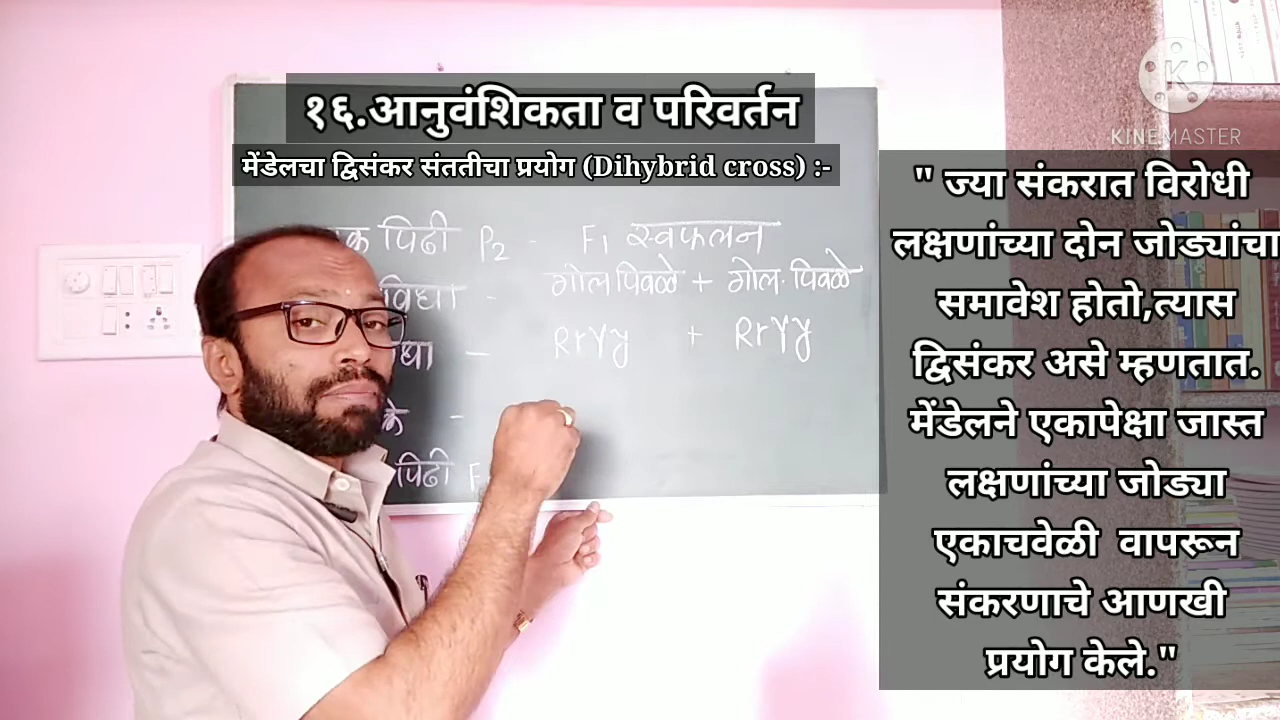 १६.आनुवंशिकता व परिवर्तन
मेंडेलचा द्विसंकर संततीचा प्रयोग (Dihybrid cross) :-
पिढी P2 - F1 स्वफलन
- गोल पिवळे + गोल. पिवळे
- RrYy + RrYy
-
पिढी F
KINEMASTER
" ज्या संकरात विरोधी
लक्षणांच्या दोन जोड्यांचा
समावेश होतो,त्यास
द्विसंकर असे म्हणतात.
मेंडेलने एकापेक्षा जास्त
लक्षणांच्या जोड्या
एकाचवेळी वापरून
संकरणाचे आणखी
प्रयोग केले."